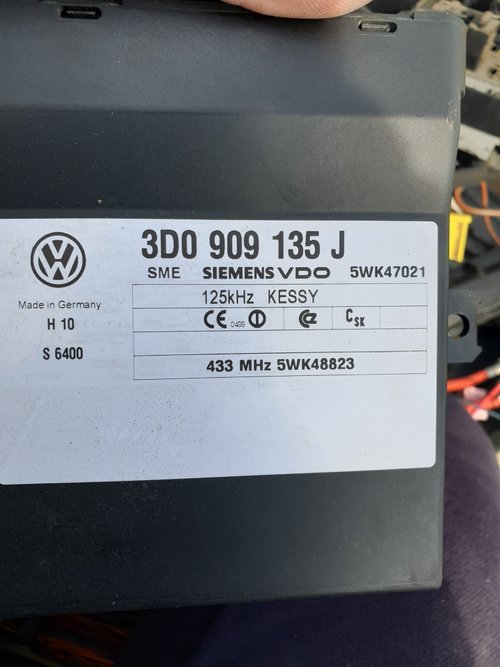 3D0 909 135 J
SME SIEMENS VDO 5WK47021
125kHz KESSY
Made in Germany
H 10
CE 0499
CSK
S 6400
433 MHz 5WK48823